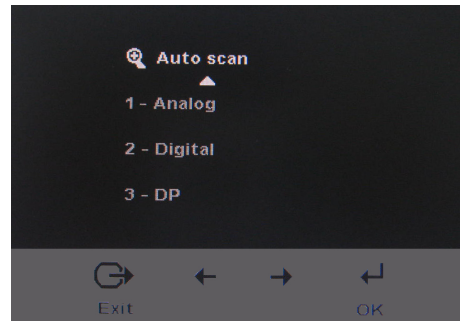 Auto scan
1 - Analog
2 - Digital
3 - DP
Exit OK